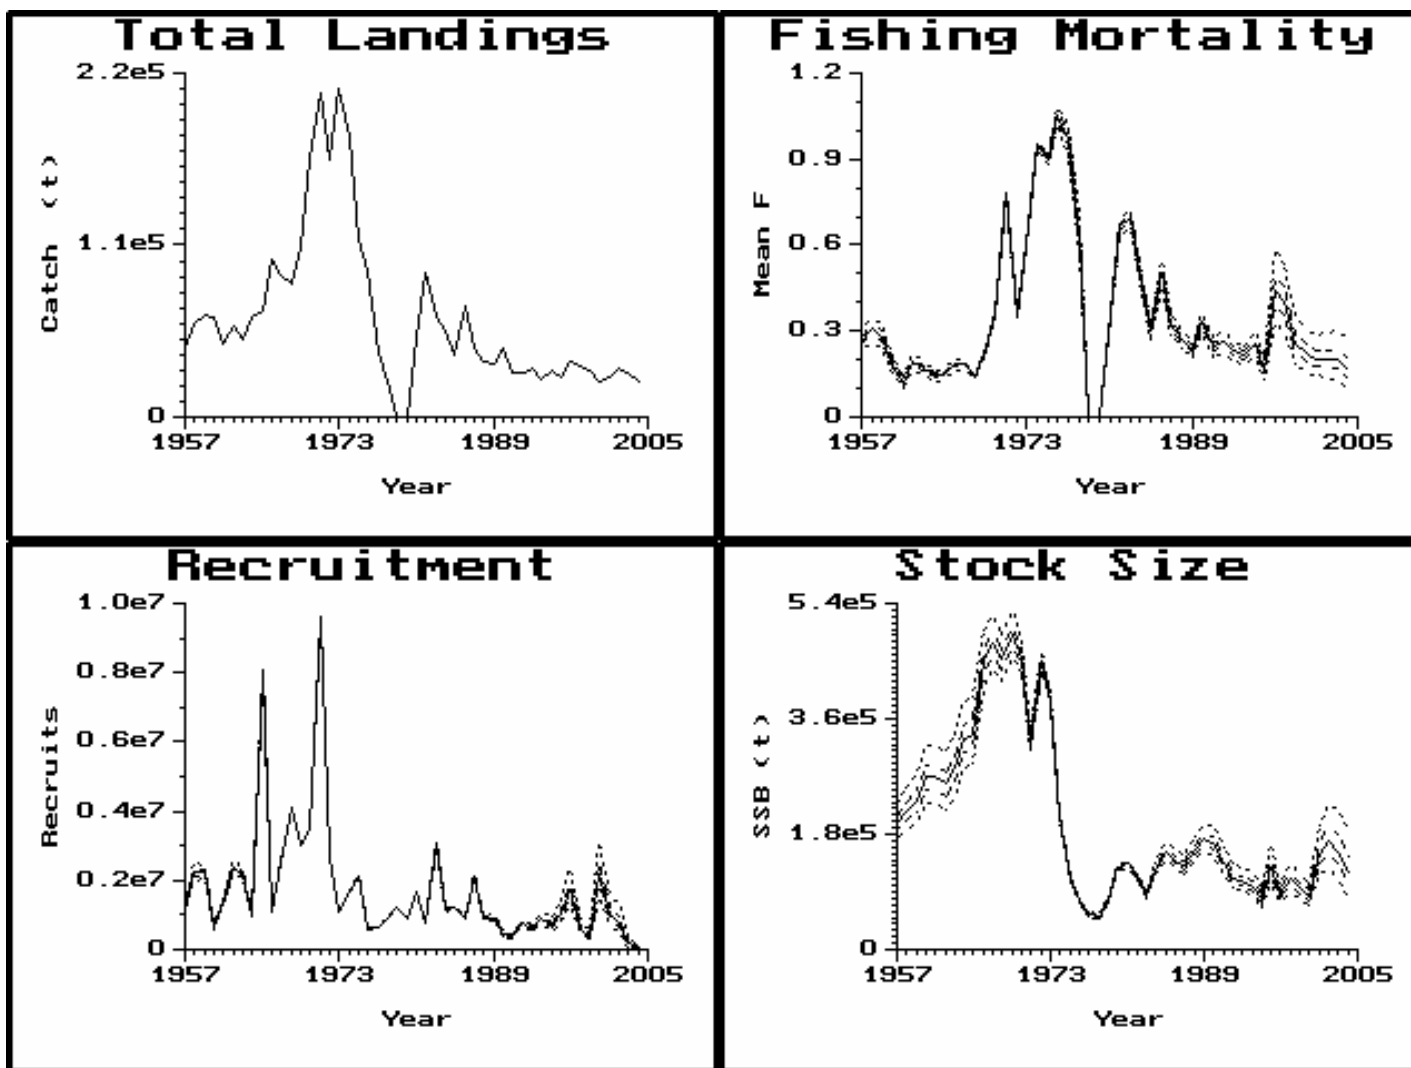 Total Landings
2.2e5
1.1e5
0
Catch (t)
1957 1973 1989 2005
Year
Fishing Mortality
1.2
0.9
0.6
0.3
0
Mean F
1957 1973 1989 2005
Year
Recruitment
1.0e7
0.8e7
0.6e7
0.4e7
0.2e7
0
Recruits
1957 1973 1989 2005
Year
Stock Size
5.4e5
3.6e5
1.8e5
0
SSB (t)
1957 1973 1989 2005
Year